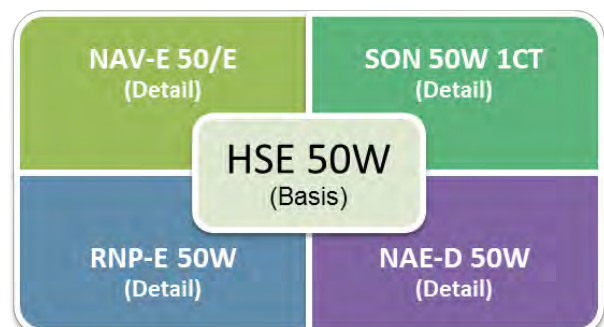 NAV-E 50/E
(Detail)
SON 50W 1CT
(Detail)
HSE 50W
(Basis)
RNP-E 50W
(Detail)
NAE-D 50W
(Detail)